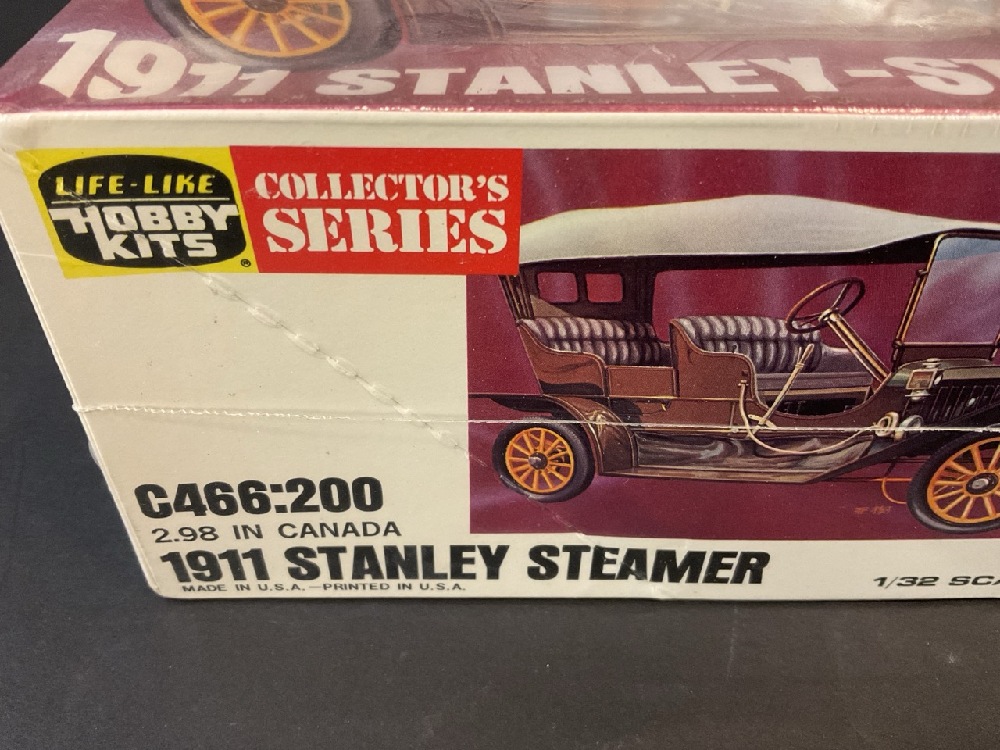 1911 STANLEY-ST
LIFE-LIKE
HOBBY
KITS
®
COLLECTOR'S
SERIES
C466:200
2.98 IN CANADA
1911 STANLEY STEAMER
MADE IN U.S.A.—PRINTED IN U.S.A.
1/32 SCA